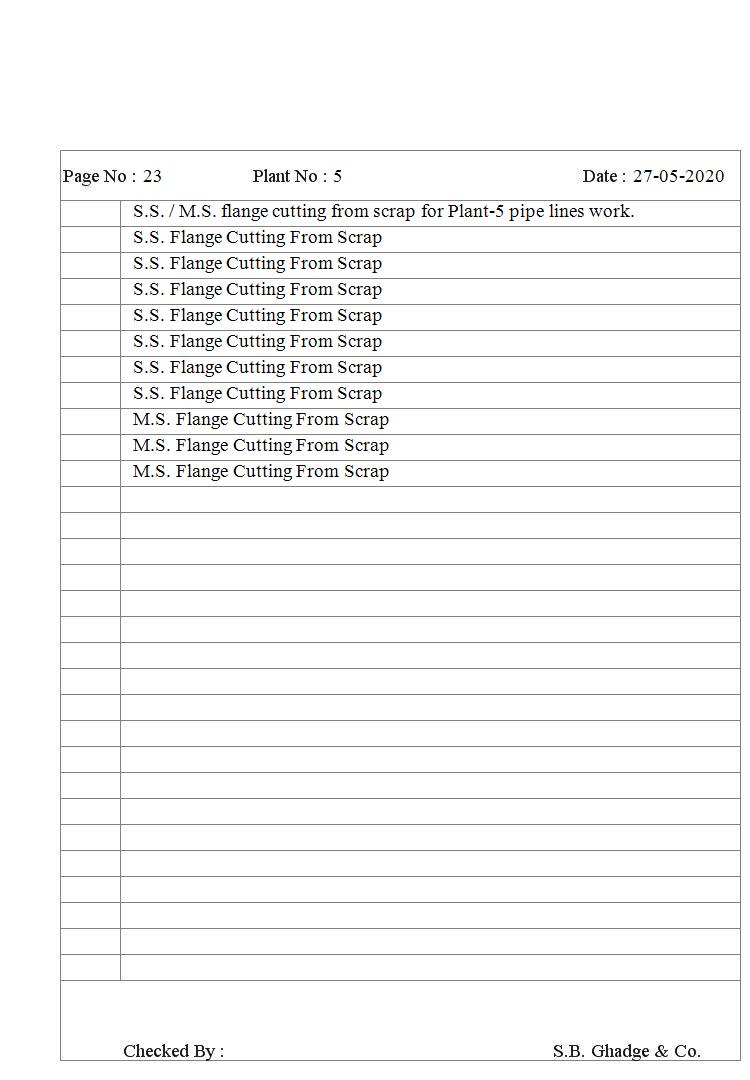 Page No : 23 Plant No : 5 Date : 27-05-2020
S.S. / M.S. flange cutting from scrap for Plant-5 pipe lines work.
S.S. Flange Cutting From Scrap
S.S. Flange Cutting From Scrap
S.S. Flange Cutting From Scrap
S.S. Flange Cutting From Scrap
S.S. Flange Cutting From Scrap
S.S. Flange Cutting From Scrap
S.S. Flange Cutting From Scrap
M.S. Flange Cutting From Scrap
M.S. Flange Cutting From Scrap
M.S. Flange Cutting From Scrap
Checked By : S.B. Ghadge & Co.